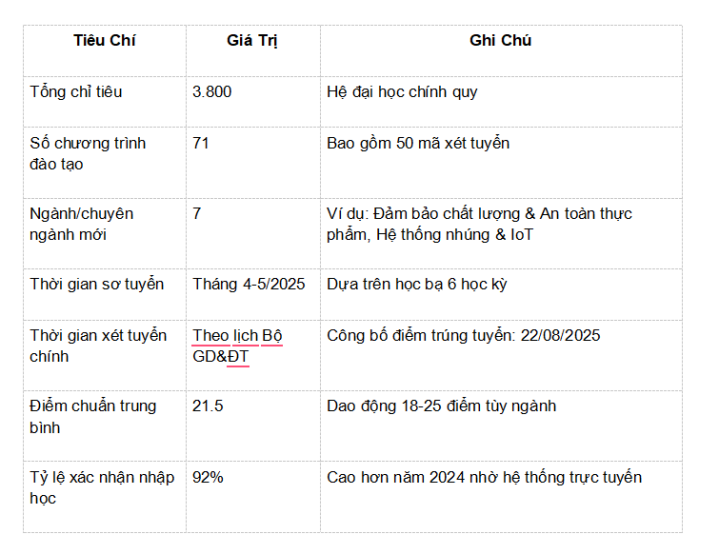 Tiêu Chí Giá Trị Ghi Chú
Tổng chỉ tiêu 3.800 Hệ đại học chính quy
Số chương trình 71 Bao gồm 50 mã xét tuyển
đào tạo
Ngành/chuyên 7 Ví dụ: Đảm bảo chất lượng & An toàn thực
ngành mới phẩm, Hệ thống nhúng & IoT
Thời gian sơ tuyển Tháng 4-5/2025 Dựa trên học bạ 6 học kỳ
Thời gian xét tuyển Theo lịch Bộ Công bố điểm trúng tuyển: 22/08/2025
chính GD&ĐT
Điểm chuẩn trung 21.5 Dao động 18-25 điểm tùy ngành
bình
Tỷ lệ xác nhận nhập 92% Cao hơn năm 2024 nhờ hệ thống trực tuyến
học